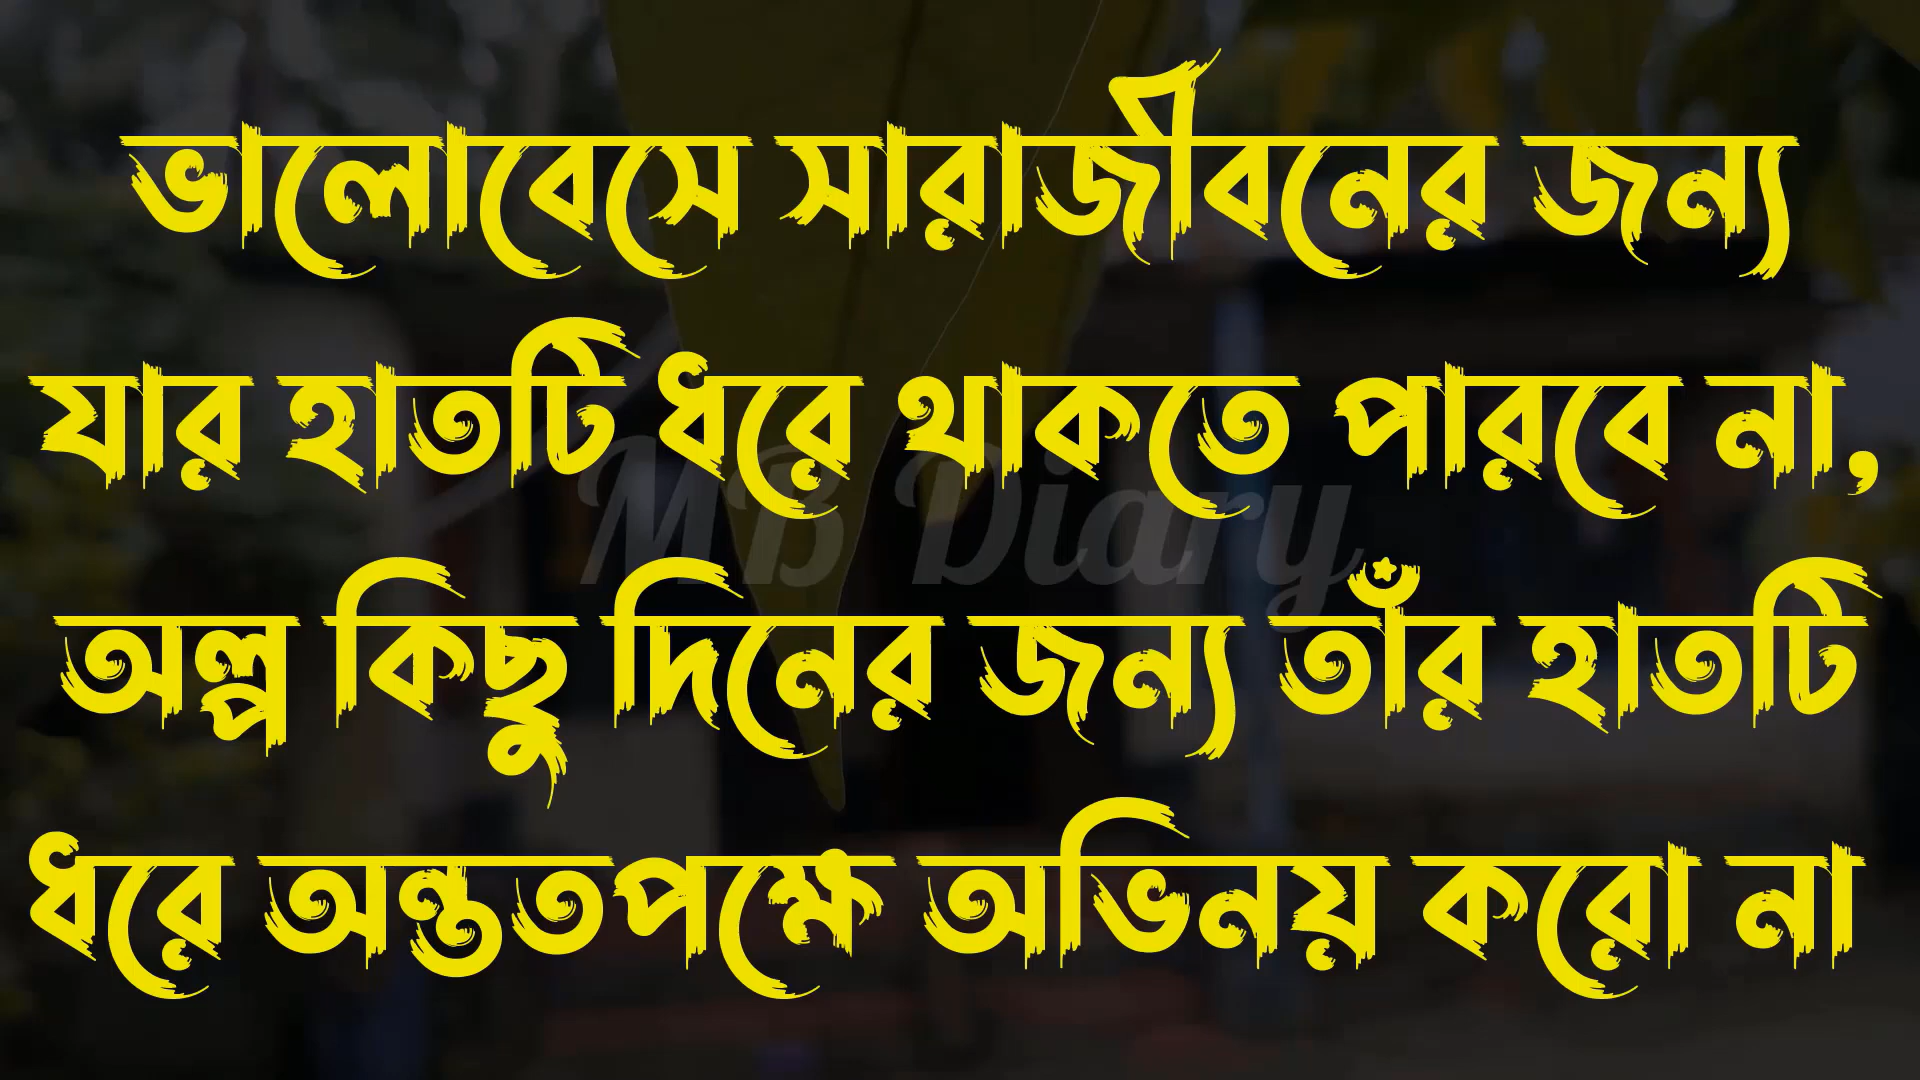 ভালোবেসে সারাজীবনের জন্য
যার হাতটি ধরে থাকতে পারবে না,
MB Diary
অল্প কিছু দিনের জন্য তাঁর হাতটি
ধরে অন্ততপক্ষে অভিনয় করো না